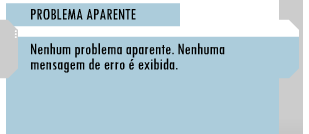 PROBLEMA APARENTE
Nenhum problema aparente. Nenhuma
mensagem de erro é exibida.